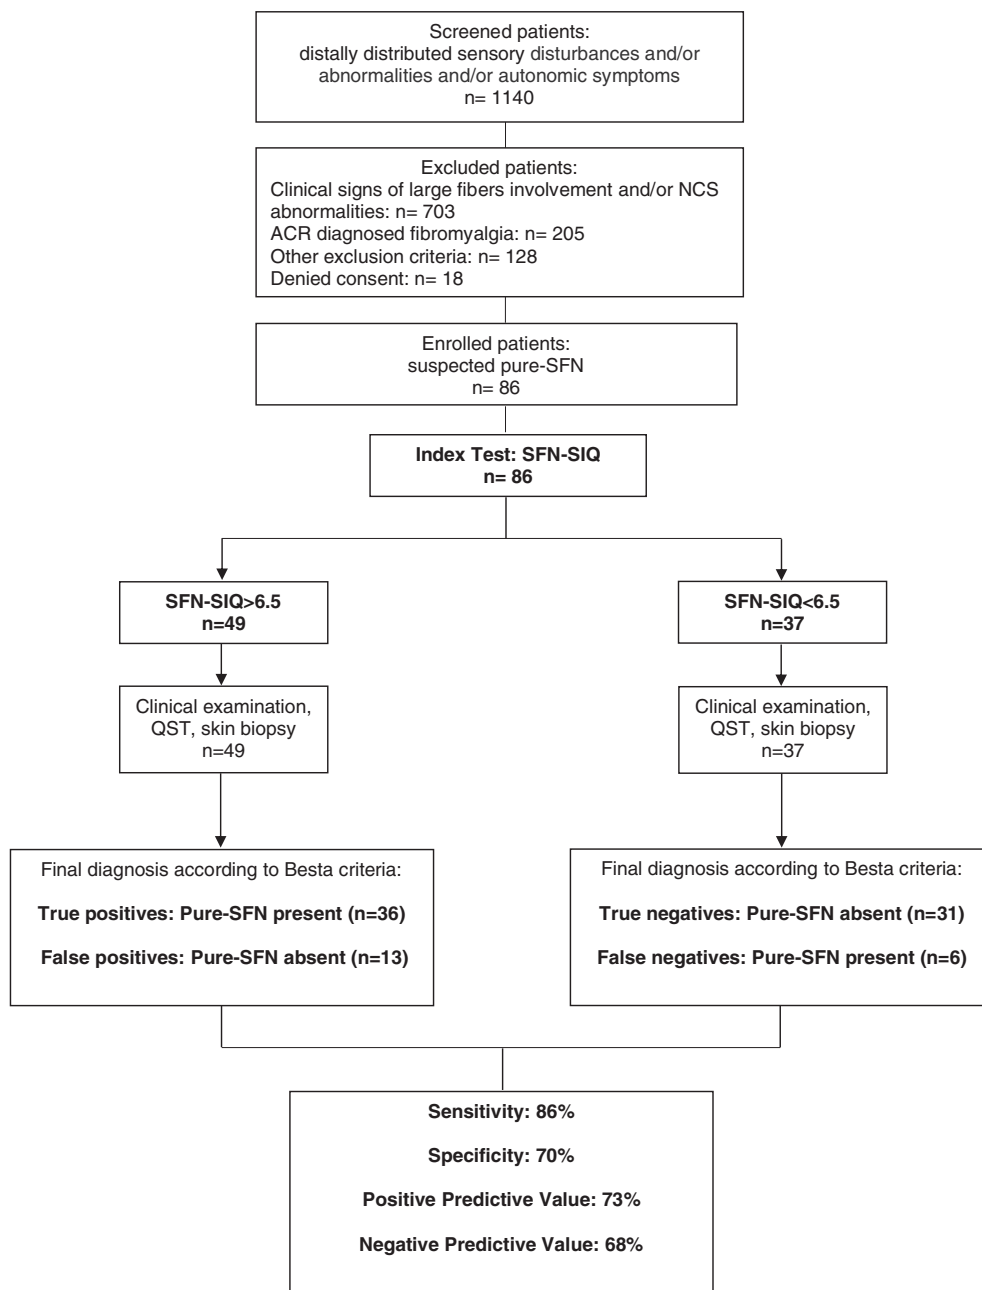 Screened patients:
distally distributed sensory disturbances and/or
abnormalities and/or autonomic symptoms
n= 1140
Excluded patients:
Clinical signs of large fibers involvement and/or NCS
abnormalities: n= 703
ACR diagnosed fibromyalgia: n= 205
Other exclusion criteria: n= 128
Denied consent: n= 18
Enrolled patients:
suspected pure-SFN
n= 86
Index Test: SFN-SIQ
n= 86
SFN-SIQ>6.5
n=49
SFN-SIQ<6.5
n=37
Clinical examination,
QST, skin biopsy
n=49
Clinical examination,
QST, skin biopsy
n=37
Final diagnosis according to Besta criteria:
True positives: Pure-SFN present (n=36)
False positives: Pure-SFN absent (n=13)
Final diagnosis according to Besta criteria:
True negatives: Pure-SFN absent (n=31)
False negatives: Pure-SFN present (n=6)
Sensitivity: 86%
Specificity: 70%
Positive Predictive Value: 73%
Negative Predictive Value: 68%